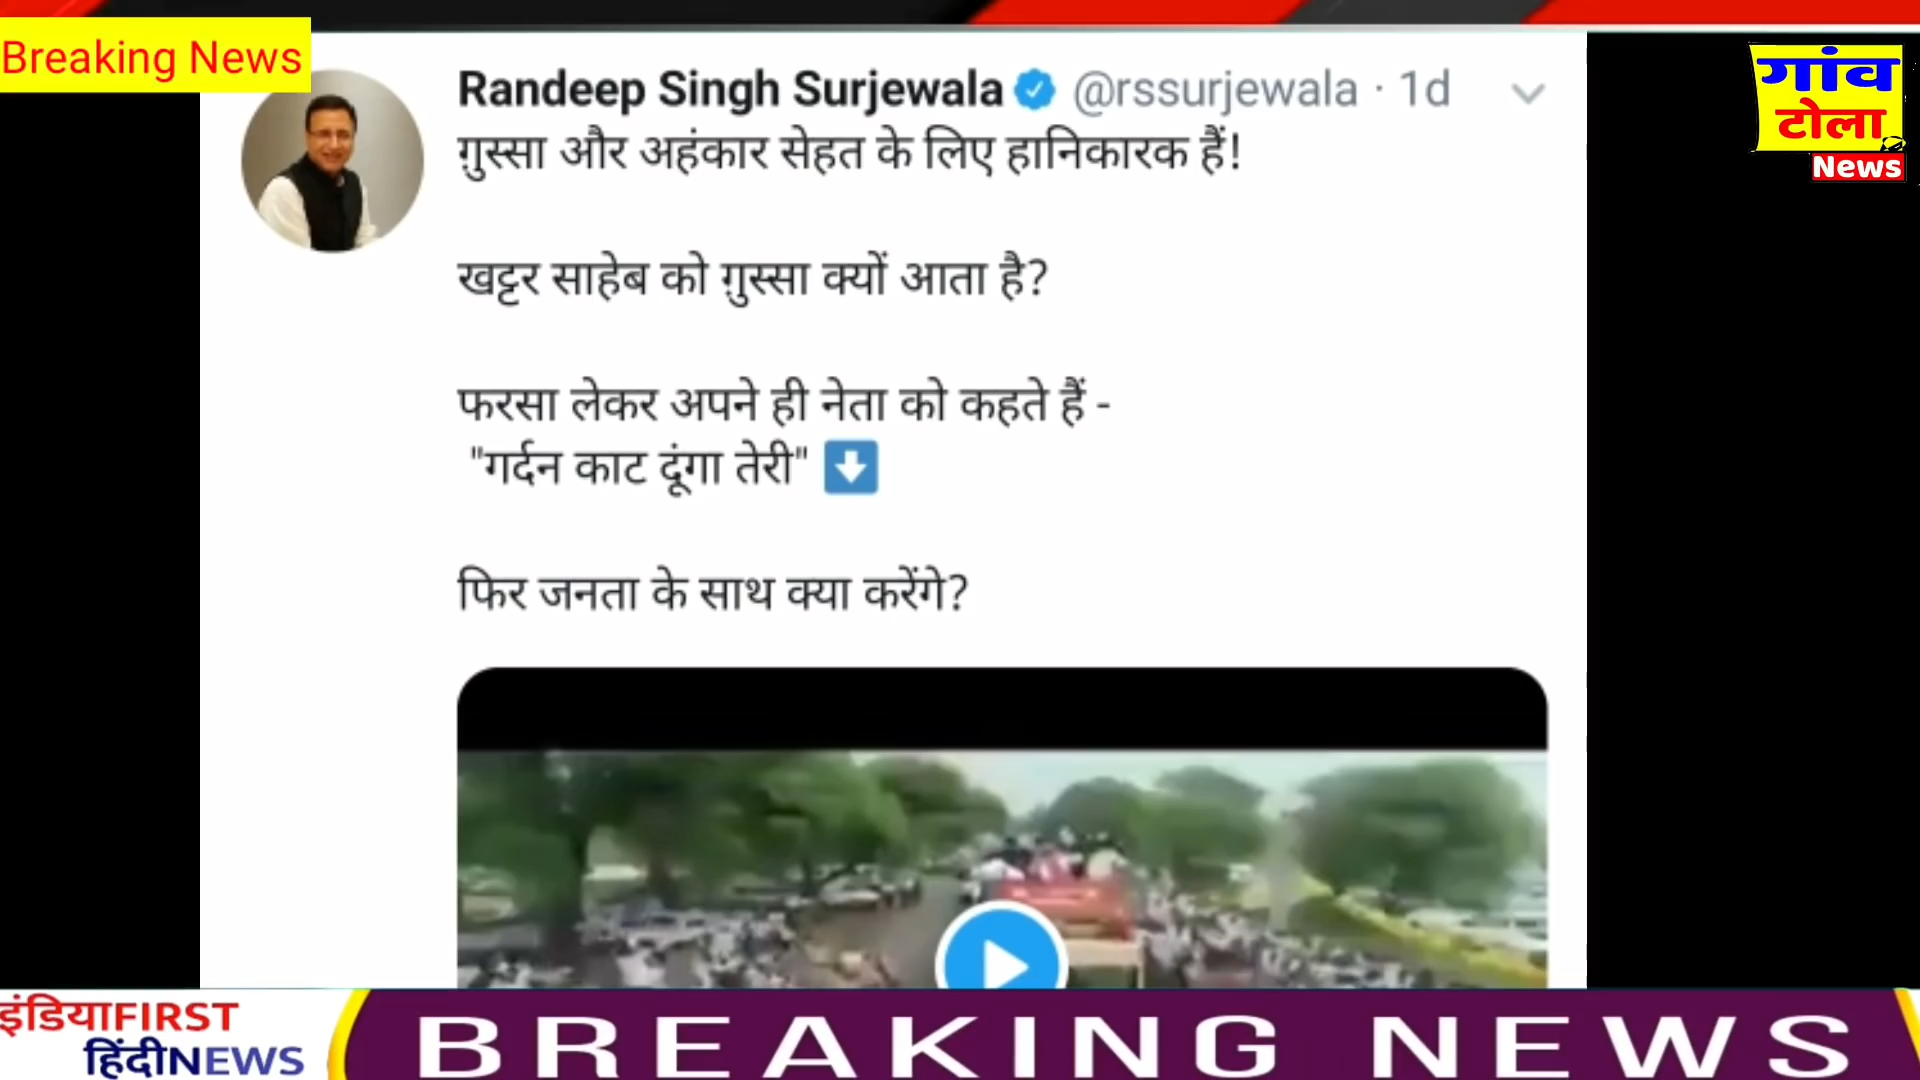 Breaking News
Randeep Singh Surjewala @rssurjewala · 1d
ग़ुस्सा और अहंकार सेहत के लिए हानिकारक हैं!
खट्टर साहेब को ग़ुस्सा क्यों आता है?
फरसा लेकर अपने ही नेता को कहते हैं -
"गर्दन काट दूंगा तेरी" ⬇️
फिर जनता के साथ क्या करेंगे?
गांव
टोला
News
इंडियाFIRST
हिंदीNEWS
BREAKING NEWS